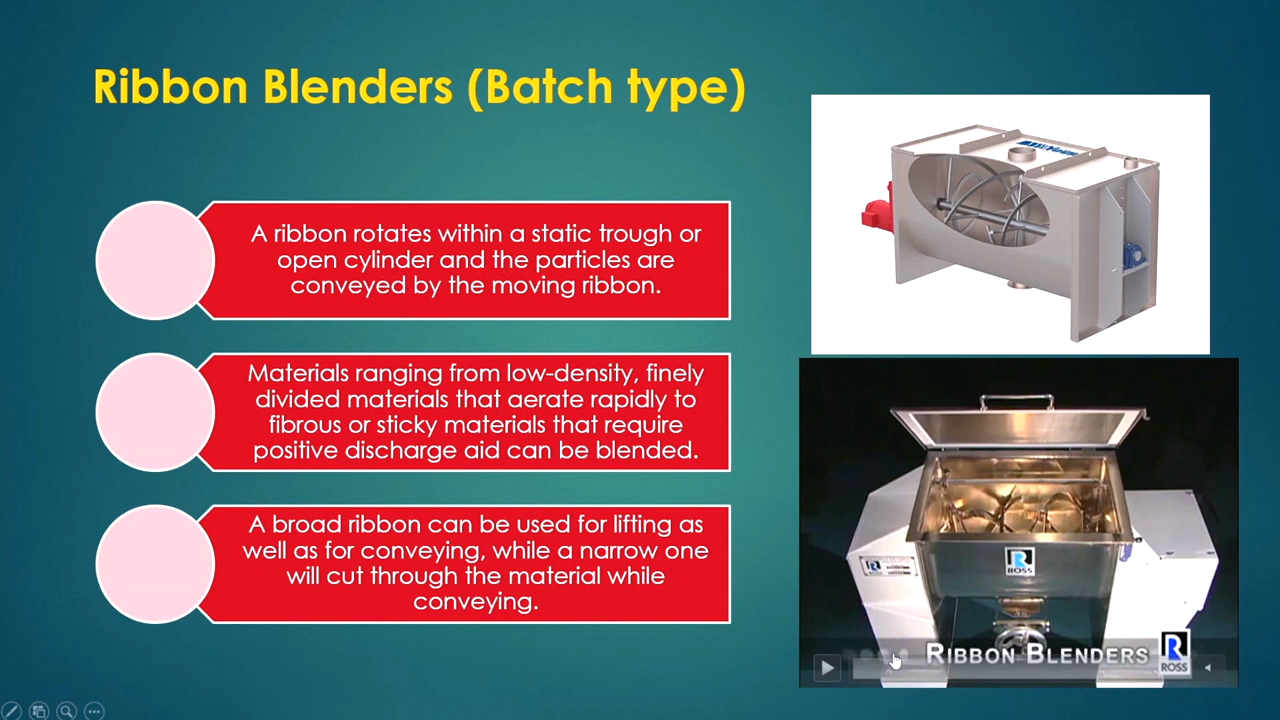 Ribbon Blenders (Batch type)
A ribbon rotates within a static trough or
open cylinder and the particles are
conveyed by the moving ribbon.
Materials ranging from low-density, finely
divided materials that aerate rapidly to
fibrous or sticky materials that require
positive discharge aid can be blended.
A broad ribbon can be used for lifting as
well as for conveying, while a narrow one
will cut through the material while
conveying.
ROSS
RIBBON BLENDERS
ROSS